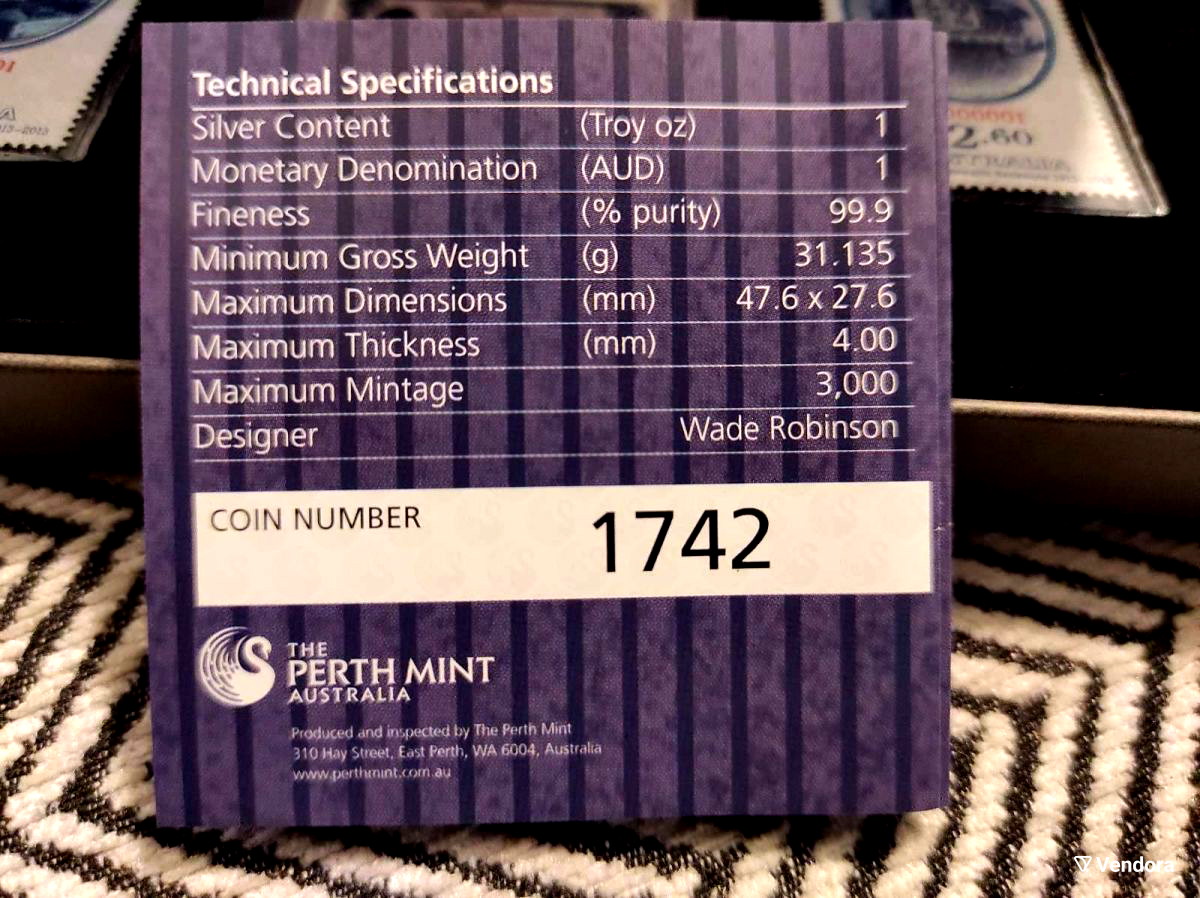 Technical Specifications
Silver Content (Troy oz) 1
Monetary Denomination (AUD) 1
Fineness (% purity) 99.9
Minimum Gross Weight (g) 31.135
Maximum Dimensions (mm) 47.6 x 27.6
Maximum Thickness (mm) 4.00
Maximum Mintage 3,000
Designer Wade Robinson
COIN NUMBER 1742
THE
PERTH MINT
AUSTRALIA
Produced and inspected by The Perth Mint
310 Hay Street, East Perth, WA 6004, Australia
www.perthmint.com.au
2.60
Vendora